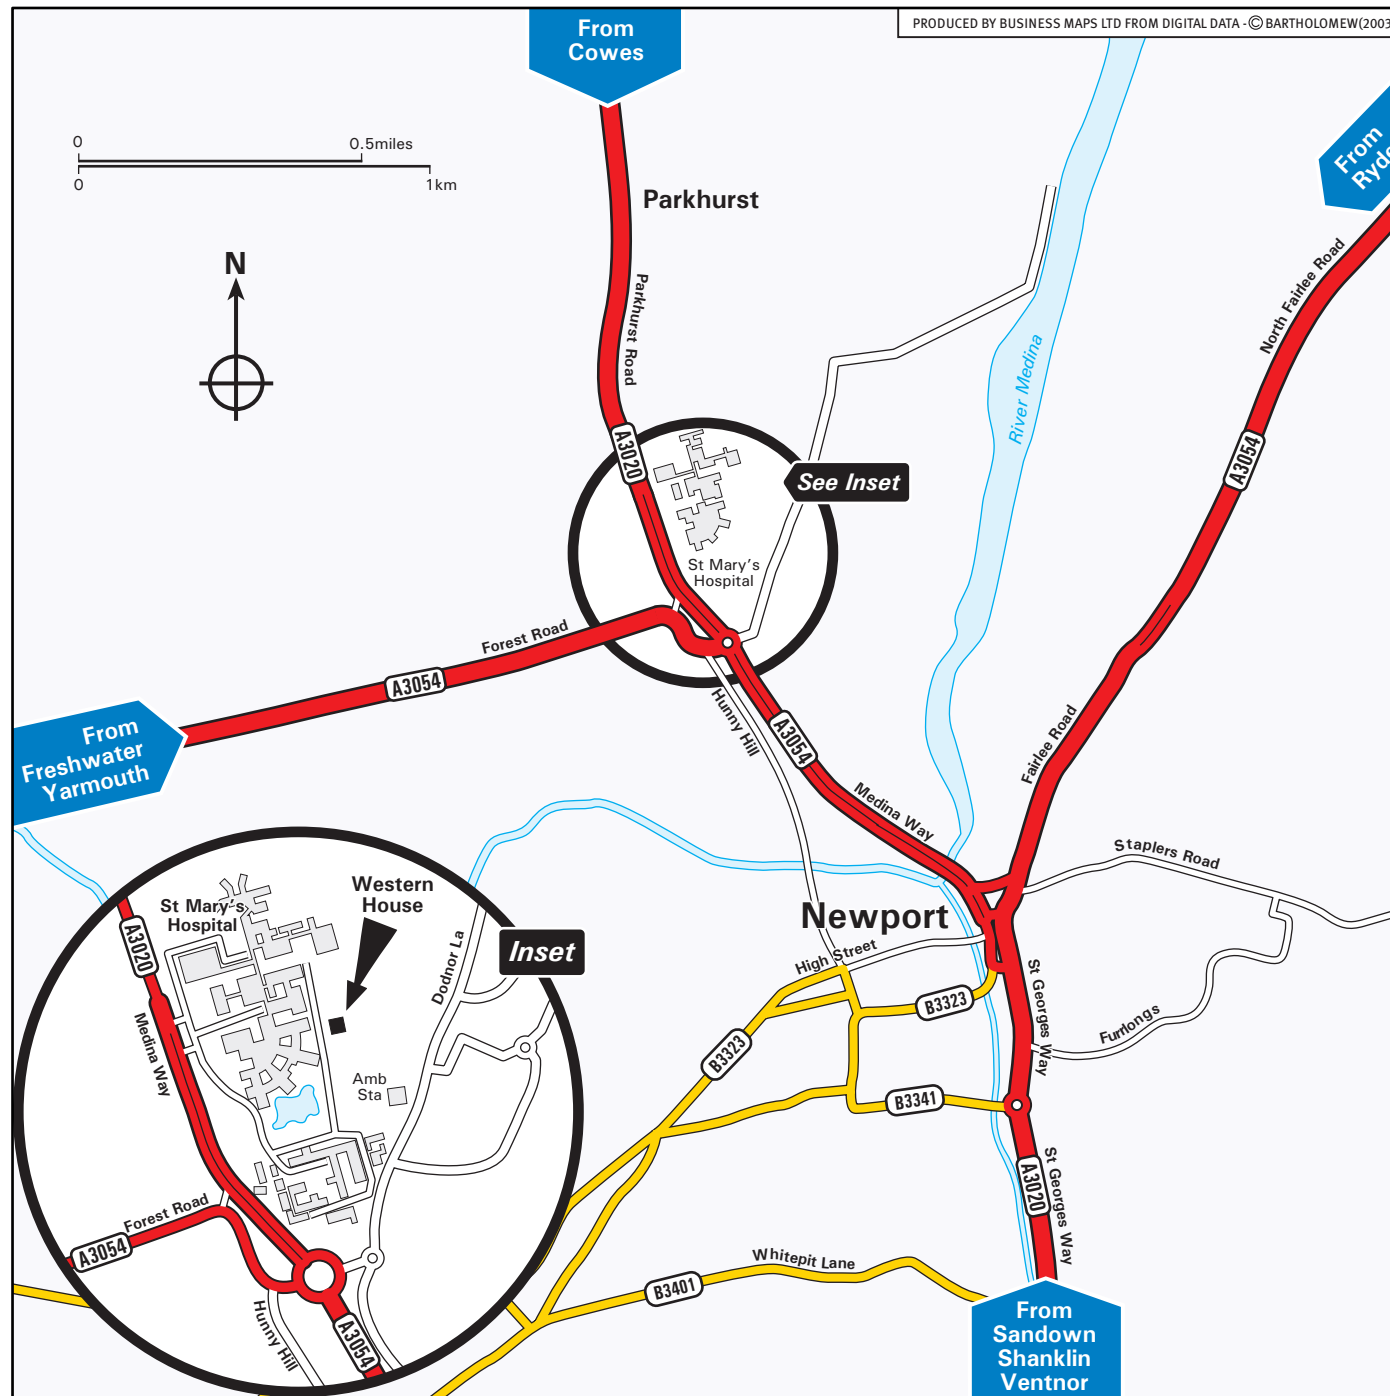 PRODUCED BY BUSINESS MAPS LTD FROM DIGITAL DATA - © BARTHOLOMEW(2003
From
Cowes
0
0.5miles
0
1km
From
Ryde
Parkhurst
N
North Fairlee Road
Parkhurst Road
River Medina
A3020
A3054
See Inset
St Mary's
Hospital
Forest Road
A3054
Hunny Hill
A3054
From
Freshwater
Yarmouth
Fairlee Road
Medina Way
Staplers Road
Newport
High Street
Western
House
St Mary's
Hospital
Inset
A3020
Dodnor La
B3323
St Georges Way
Furrlongs
Medina Way
B3323
Amb
Sta
B3341
St Georges Way
A3020
Forest Road
A3054
Whitepit Lane
B3401
Hunny Hill
A3054
From
Sandown
Shanklin
Ventnor